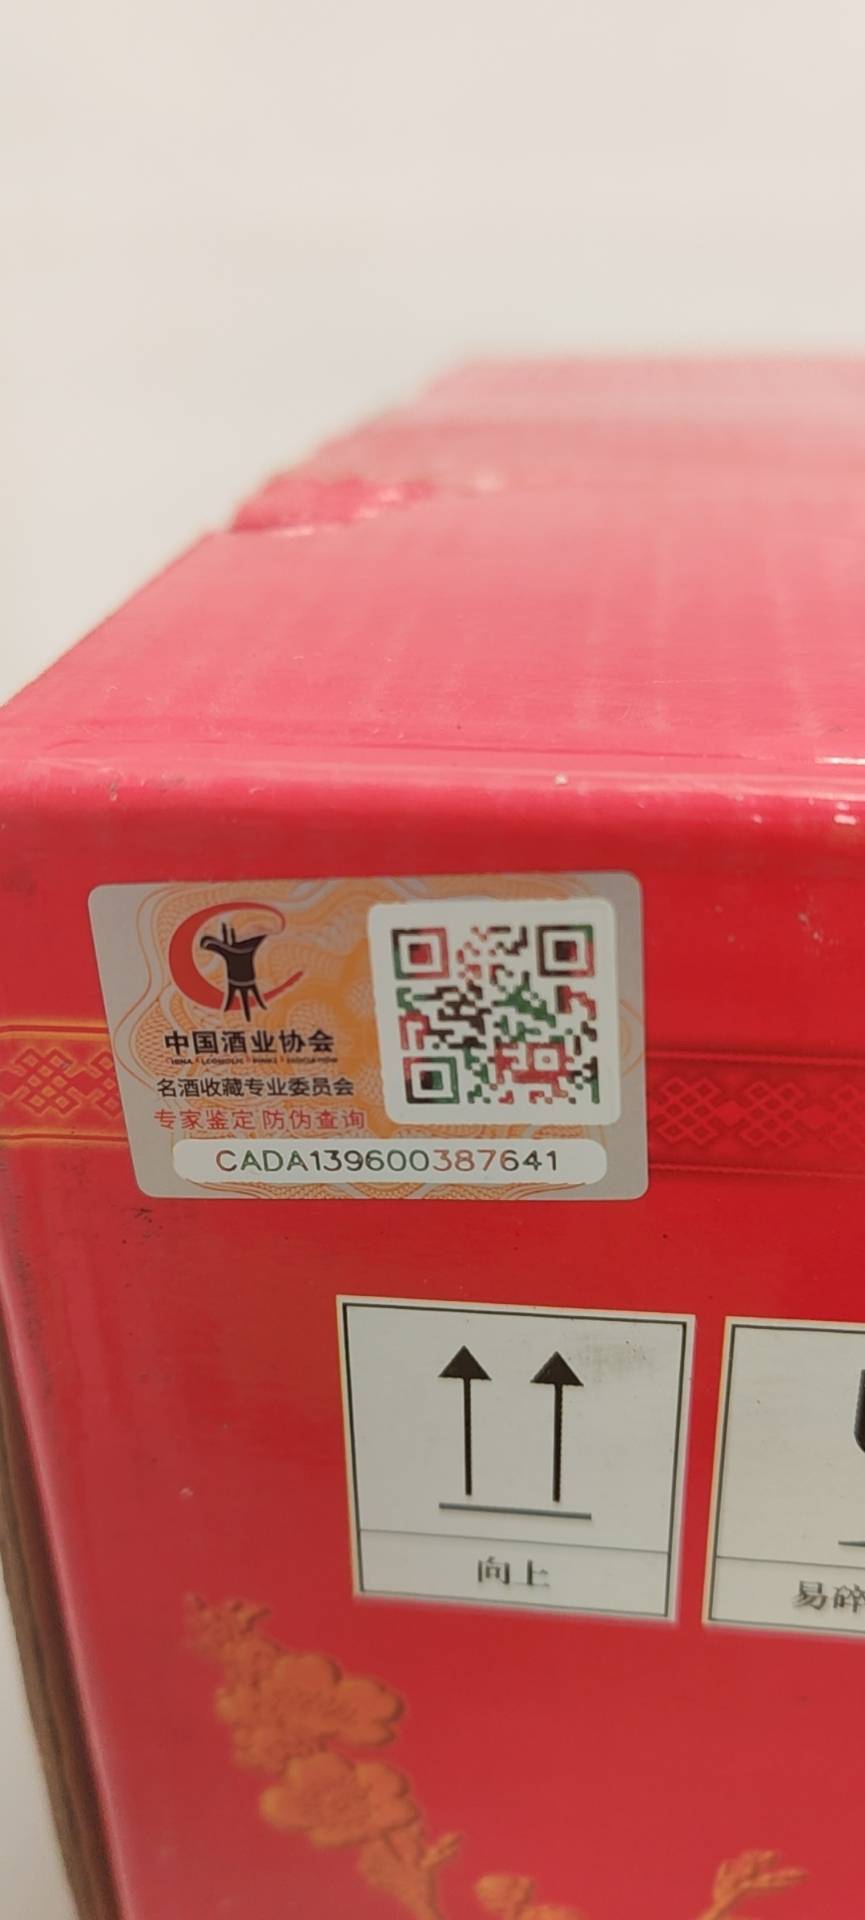 中国酒业协会
名酒收藏专业委员会
专家鉴定 防伪查询
CADA139600387641
向上
易碎